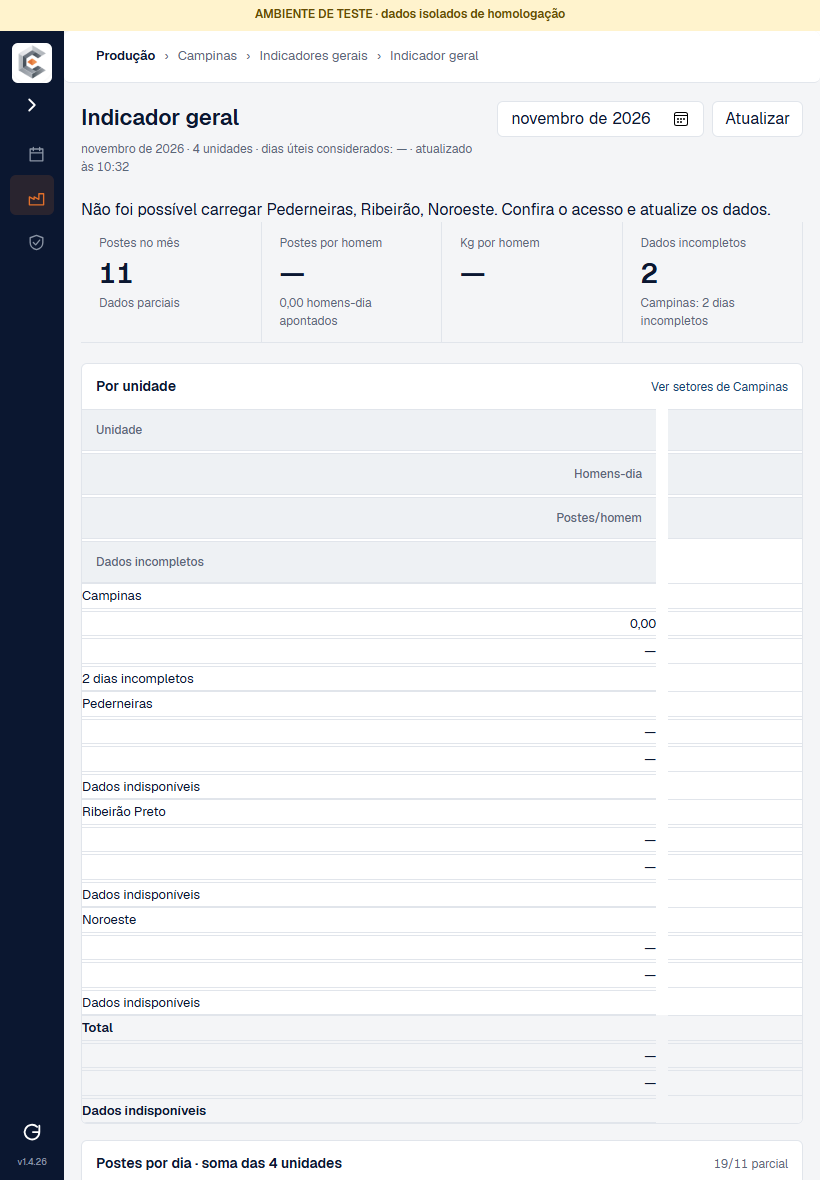 AMBIENTE DE TESTE · dados isolados de homologação
Produção › Campinas › Indicadores gerais › Indicador geral
Indicador geral
novembro de 2026
Atualizar
novembro de 2026 · 4 unidades · dias úteis considerados: — · atualizado
às 10:32
Não foi possível carregar Pederneiras, Ribeirão, Noroeste. Confira o acesso e atualize os dados.
Postes no mês
11
Dados parciais
Postes por homem
—
0,00 homens-dia
apontados
Kg por homem
—
Dados incompletos
2
Campinas: 2 dias
incompletos
Por unidade
Ver setores de Campinas
Unidade
Homens-dia
Postes/homem
Dados incompletos
Campinas
0,00
—
2 dias incompletos
Pederneiras
—
—
Dados indisponíveis
Ribeirão Preto
—
—
Dados indisponíveis
Noroeste
—
—
Dados indisponíveis
Total
—
—
Dados indisponíveis
Postes por dia · soma das 4 unidades
19/11 parcial
v1.4.26